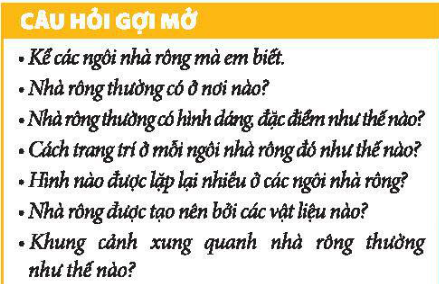 CÂU HỎI GỢI MỞ
• Kể các ngôi nhà rông mà em biết.
• Nhà rông thường có ở nơi nào?
• Nhà rông thường có hình dáng, đặc điểm như thế nào?
• Cách trang trí ở mỗi ngôi nhà rông đó như thế nào?
• Hình nào được lặp lại nhiều ở các ngôi nhà rông?
• Nhà rông được tạo nên bởi các vật liệu nào?
• Khung cảnh xung quanh nhà rông thường
như thế nào?